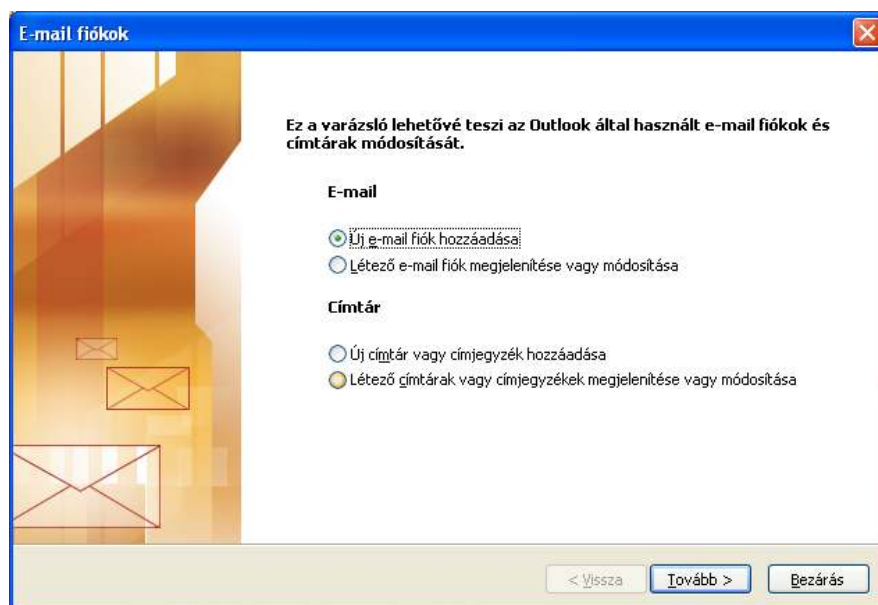 E-mail fiókok
Ez a varázsló lehetővé teszi az Outlook által használt e-mail fiókok és
címtárak módosítását.
E-mail
Új e-mail fiók hozzáadása
Létező e-mail fiók megjelenítése vagy módosítása
Címtár
Új címtár vagy címjegyzék hozzáadása
Létező címtárak vagy címjegyzékek megjelenítése vagy módosítása
< Vissza
Tovább >
Bezárás